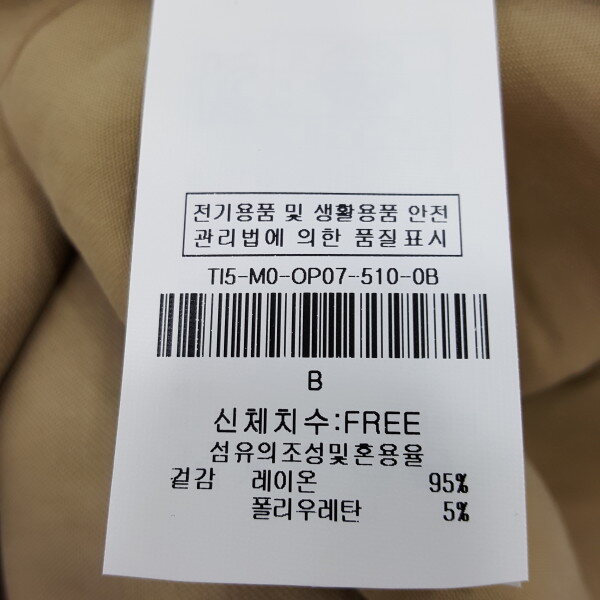 전기용품 및 생활용품 안전
관리법에 의한 품질표시
TI5-M0-OP07-510-0B
B
신체치수:FREE
섬유의조성및혼용율
겉감 레이온 95%
폴리우레탄 5%